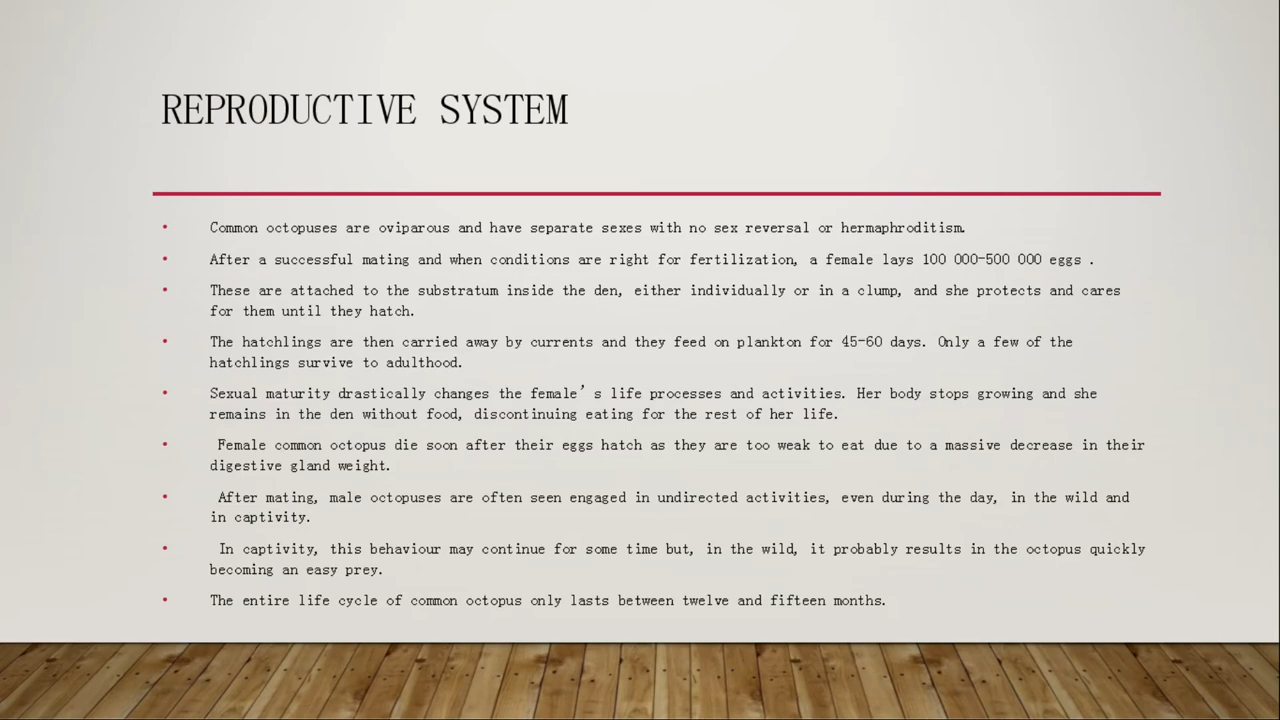 REPRODUCTIVE SYSTEM
• Common octopuses are oviparous and have separate sexes with no sex reversal or hermaphroditism.
• After a successful mating and when conditions are right for fertilization, a female lays 100 000-500 000 eggs .
• These are attached to the substratum inside the den, either individually or in a clump, and she protects and cares
for them until they hatch.
• The hatchlings are then carried away by currents and they feed on plankton for 45-60 days. Only a few of the
hatchlings survive to adulthood.
• Sexual maturity drastically changes the female’s life processes and activities. Her body stops growing and she
remains in the den without food, discontinuing eating for the rest of her life.
• Female common octopus die soon after their eggs hatch as they are too weak to eat due to a massive decrease in their
digestive gland weight.
• After mating, male octopuses are often seen engaged in undirected activities, even during the day, in the wild and
in captivity.
• In captivity, this behaviour may continue for some time but, in the wild, it probably results in the octopus quickly
becoming an easy prey.
• The entire life cycle of common octopus only lasts between twelve and fifteen months.